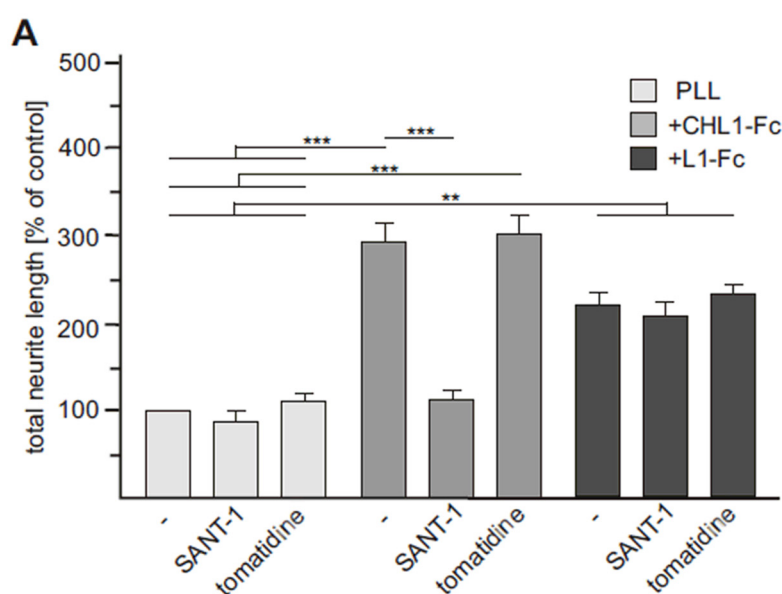 A
total neurite length [% of control]
500
400
300
200
100
PLL
+CHL1-Fc
+L1-Fc
***
***
***
**
-
SANT-1
tomatidine
-
SANT-1
tomatidine
-
SANT-1
tomatidine